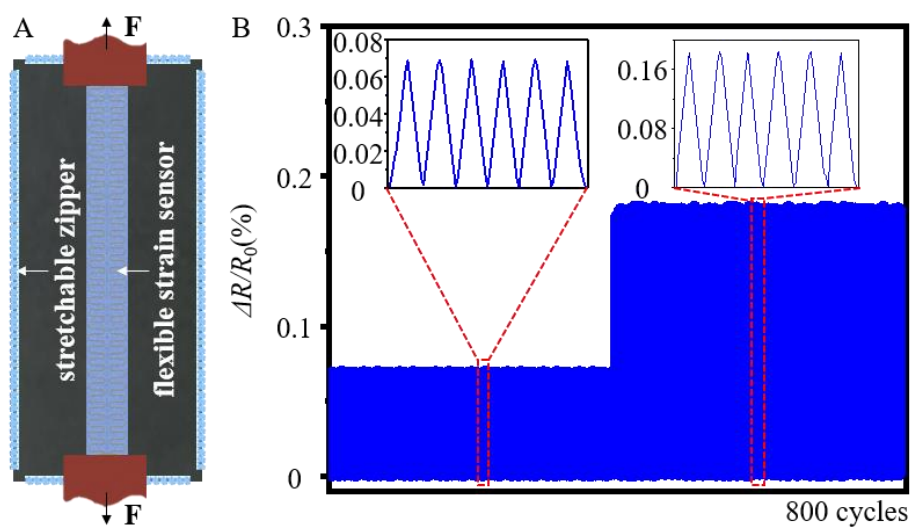 A
F
stretchable zipper
flexible strain sensor
F
B
ΔR/R0(%)
0.3
0.2
0.1
0
0.08
0.06
0.04
0.02
0
0.16
0.08
0
800 cycles